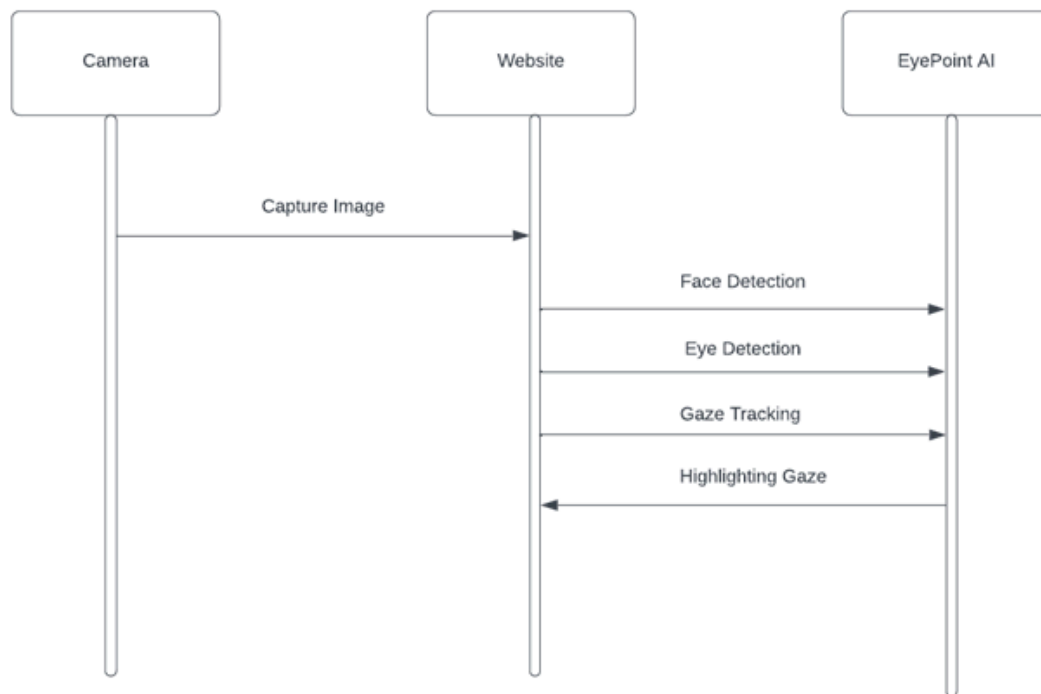 Camera
Website
EyePoint AI
Capture Image
Face Detection
Eye Detection
Gaze Tracking
Highlighting Gaze